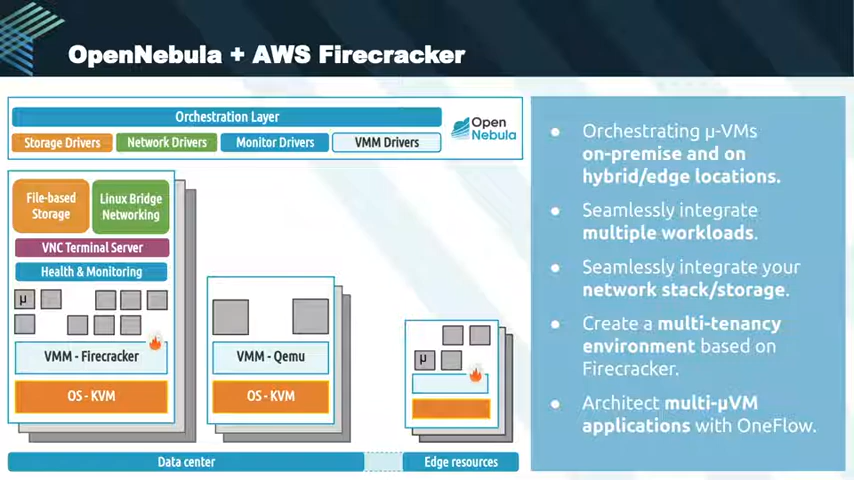 OpenNebula + AWS Firecracker
Orchestration Layer
Storage Drivers
Network Drivers
Monitor Drivers
VMM Drivers
Open
Nebula
File-based
Storage
Linux Bridge
Networking
VNC Terminal Server
Health & Monitoring
μ
VMM - Firecracker
OS - KVM
VMM - Qemu
OS - KVM
μ
Data center
Edge resources
● Orchestrating μ-VMs
on-premise and on
hybrid/edge locations.
● Seamlessly integrate
multiple workloads.
● Seamlessly integrate your
network stack/storage.
● Create a multi-tenancy
environment based on
Firecracker.
● Architect multi-μVM
applications with OneFlow.